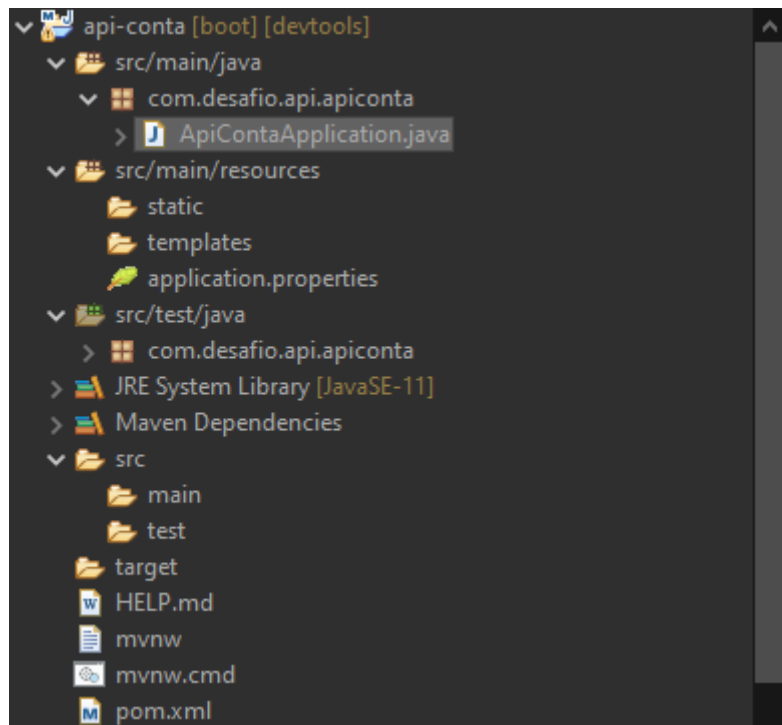 api-conta [boot] [devtools]
src/main/java
com.desafio.api.apiconta
ApiContaApplication.java
src/main/resources
static
templates
application.properties
src/test/java
com.desafio.api.apiconta
JRE System Library [JavaSE-11]
Maven Dependencies
src
main
test
target
HELP.md
mvnw
mvnw.cmd
pom.xml